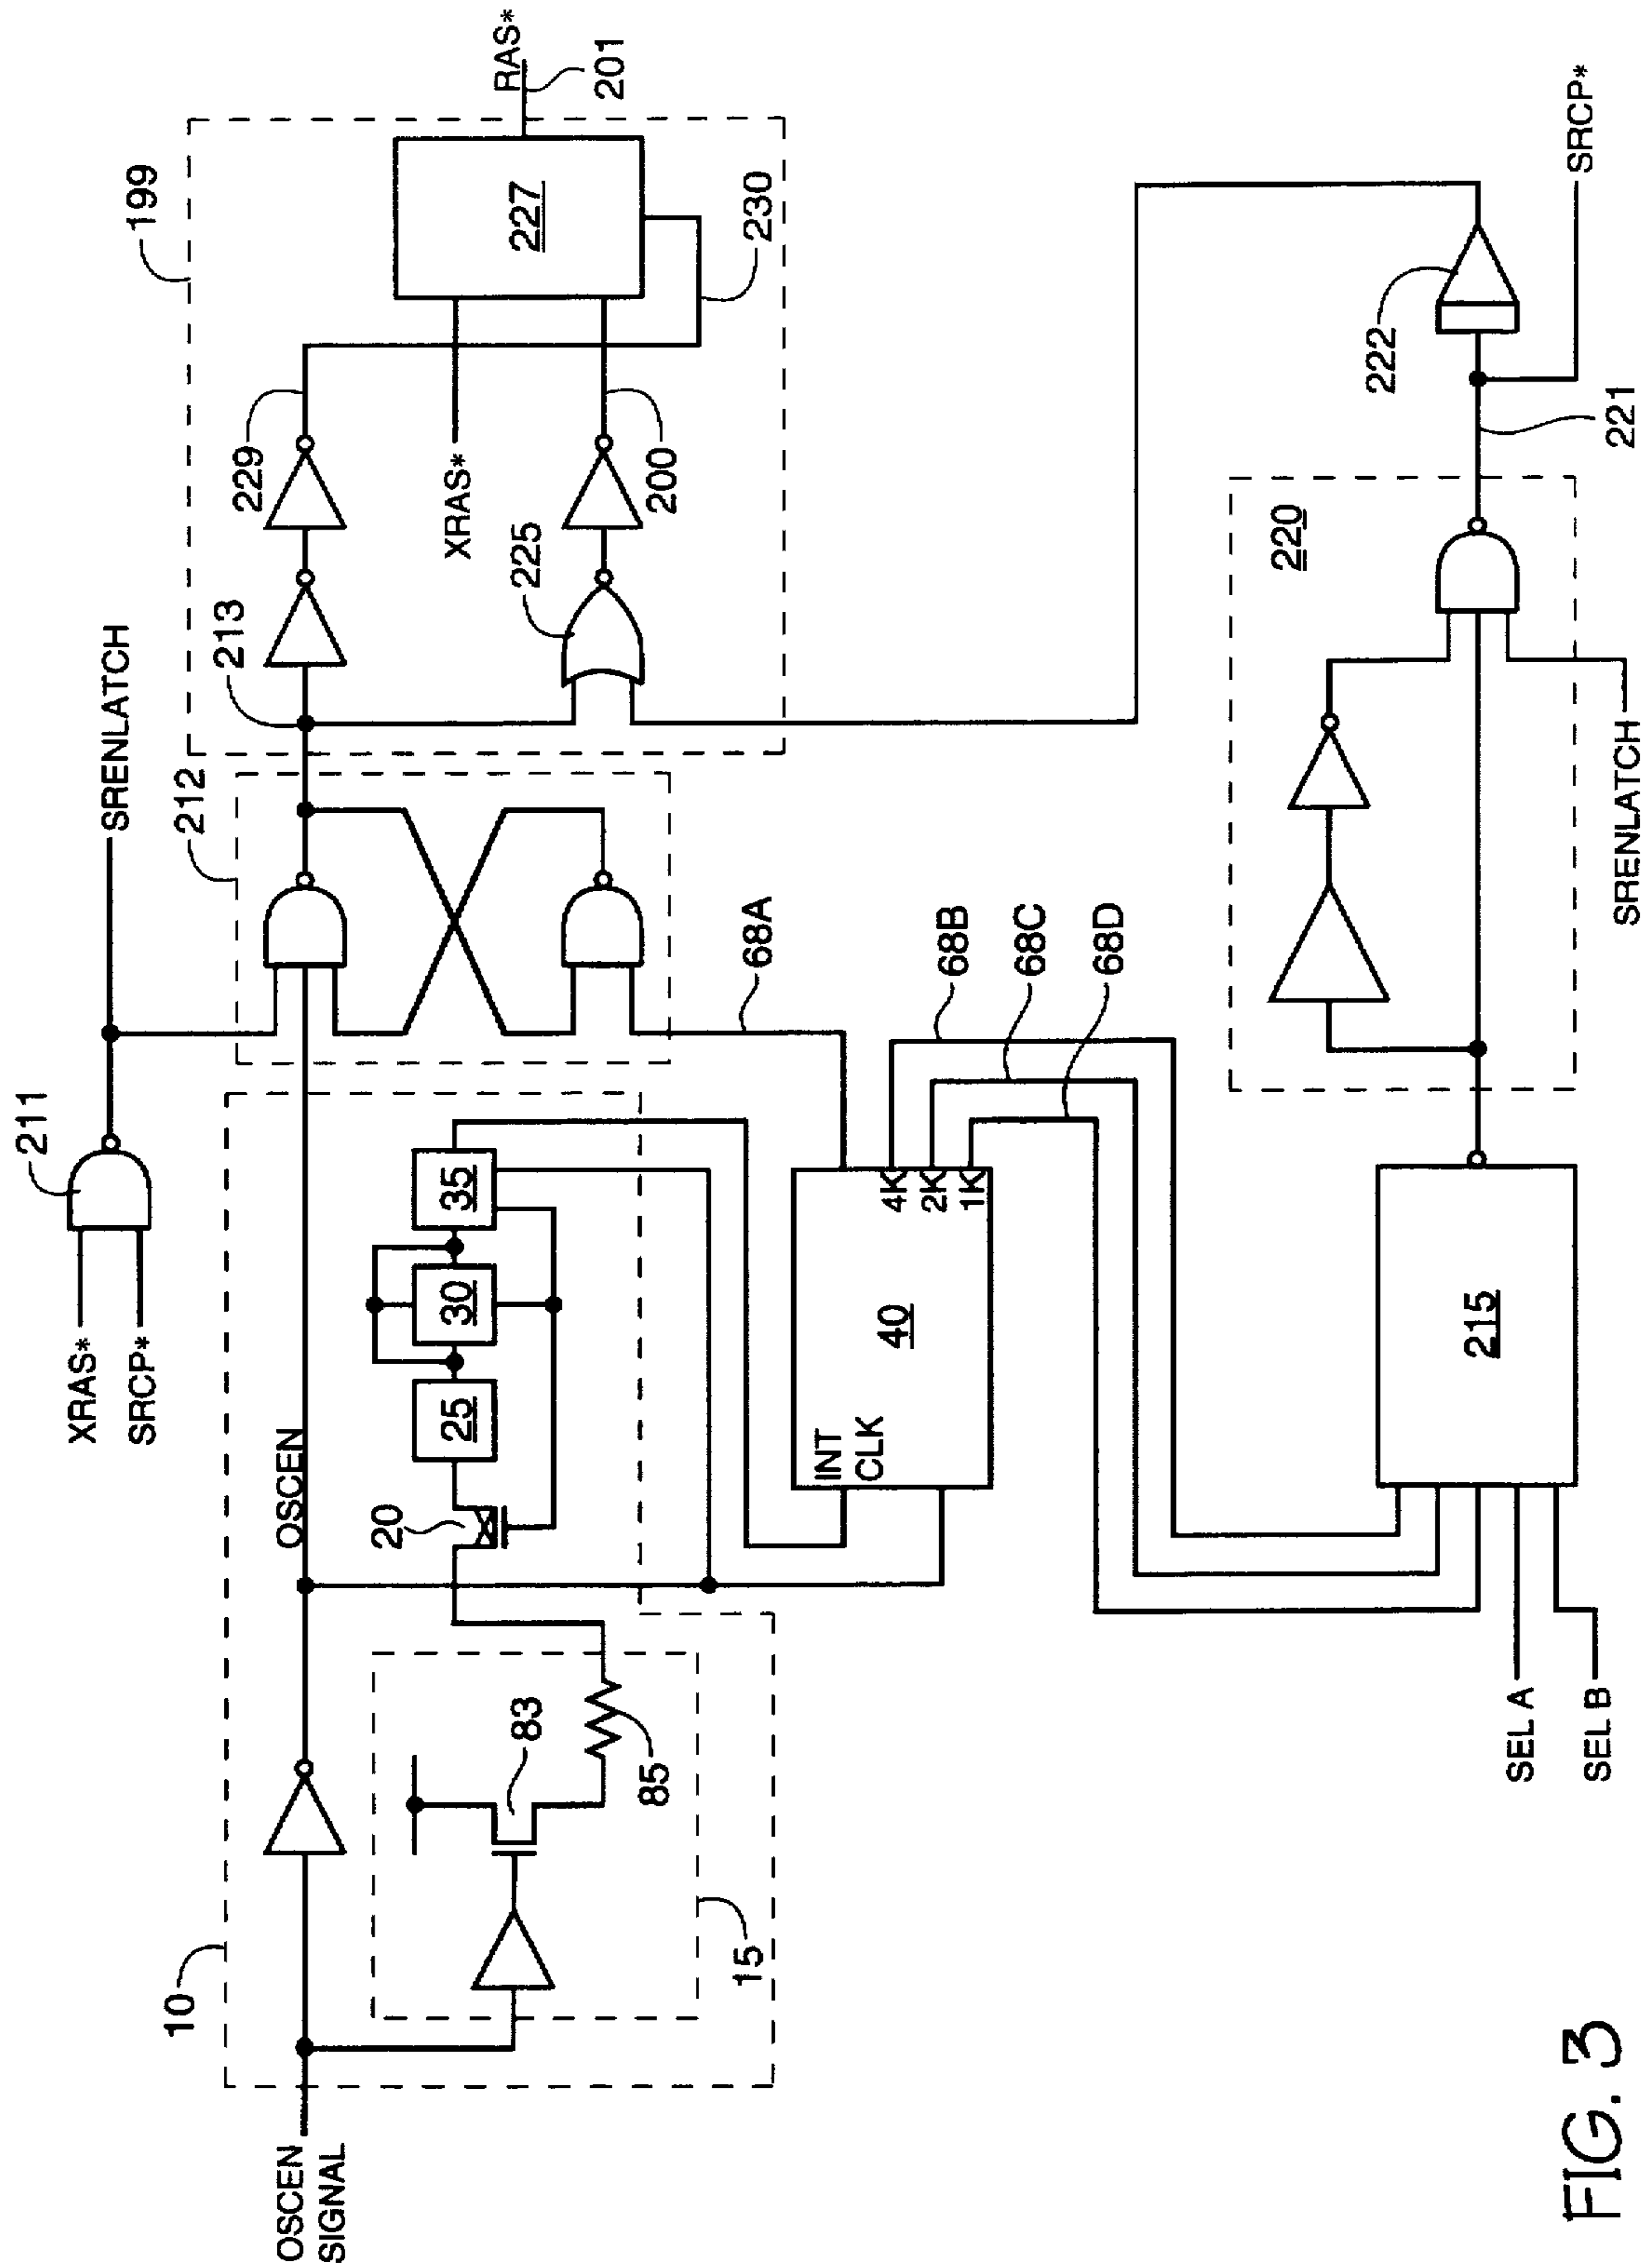 XRAS*
SRCP*
211
SRENLATCH
OSCEN
SIGNAL
10
OSCEN
15
83
85
20
25
30
35
212
213
229
199
XRAS*
225
200
227
RAS*
201
230
68A
INT
CLK
40
4K
2K
1K
68B
68C
68D
SEL A
SEL B
215
220
SRENLATCH
221
222
SRCP*
FIG. 3